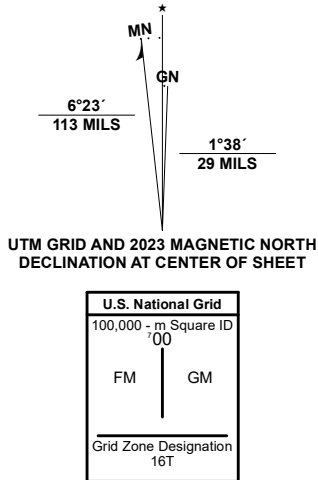 ★
MN
GN
6°23´
113 MILS
1°38´
29 MILS
UTM GRID AND 2023 MAGNETIC NORTH
DECLINATION AT CENTER OF SHEET
U.S. National Grid
100,000 - m Square ID
⁷00
FM GM
Grid Zone Designation
16T